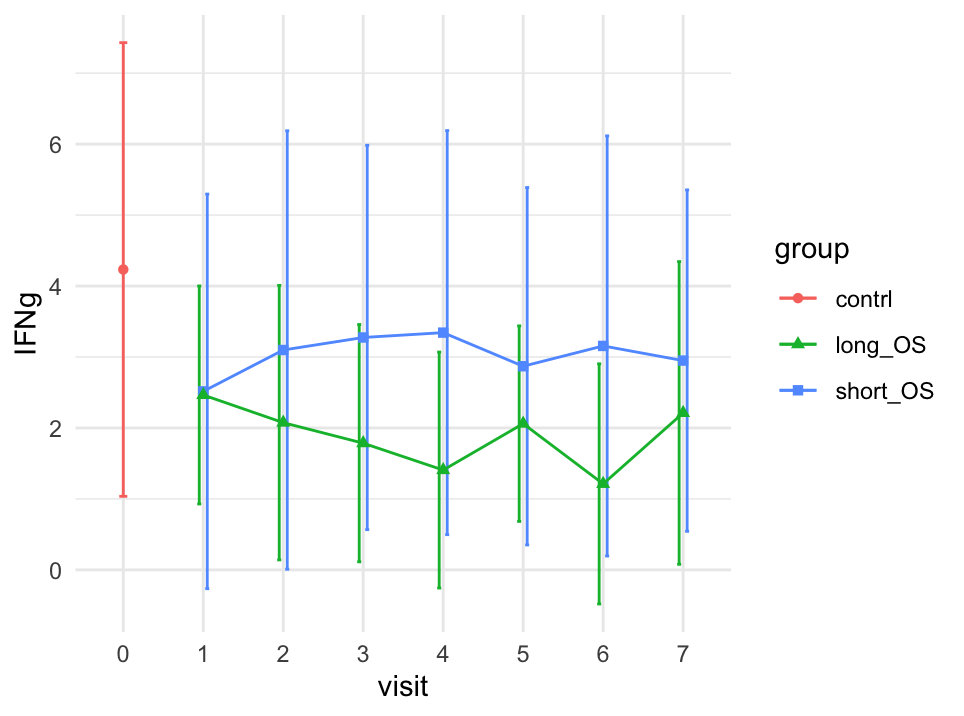 6
4
2
0
IFNg
0 1 2 3 4 5 6 7
visit
group
contrl
long_OS
short_OS